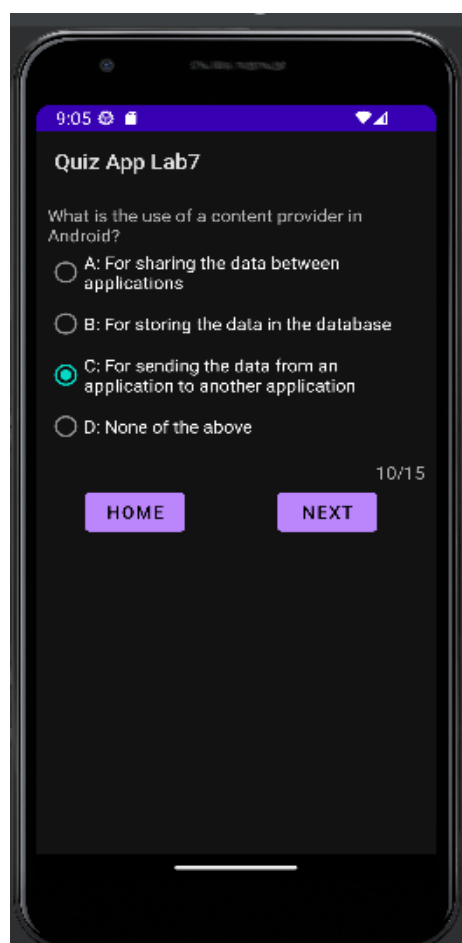 9:05
Quiz App Lab7
What is the use of a content provider in
Android?
A: For sharing the data between
applications
B: For storing the data in the database
C: For sending the data from an
application to another application
D: None of the above
10/15
HOME NEXT